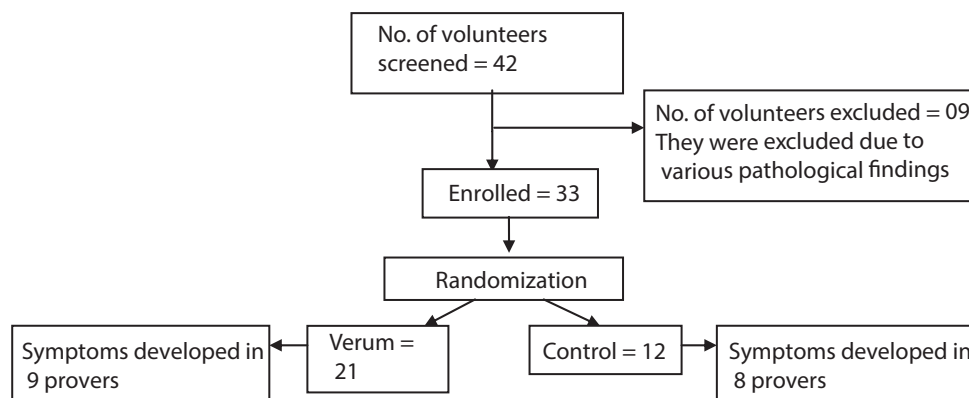 No. of volunteers
screened = 42
No. of volunteers excluded = 09
They were excluded due to
various pathological findings
Enrolled = 33
Randomization
Symptoms developed in
9 provers
Verum =
21
Control = 12
Symptoms developed in
8 provers